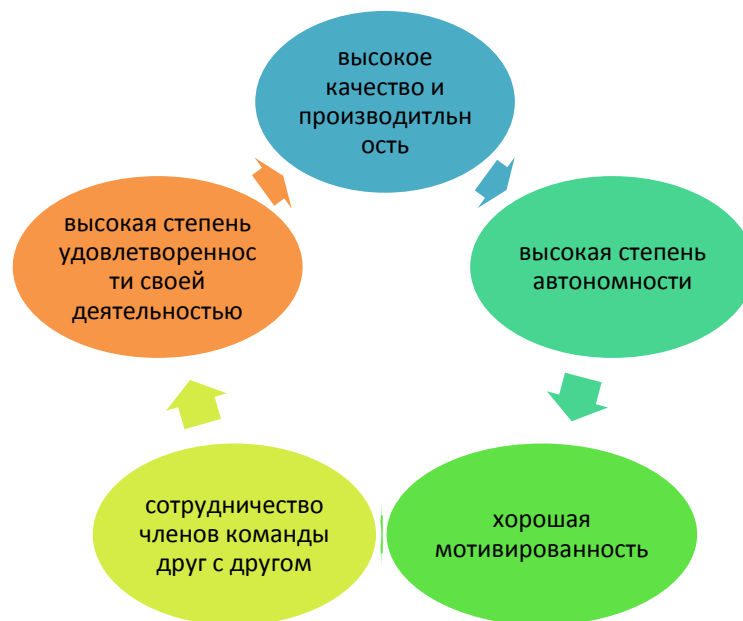 высокое
качество и
производитльн
ость
высокая степень
автономности
хорошая
мотивированность
сотрудничество
членов команды
друг с другом
высокая степень
удовлетвореннос
ти своей
деятельностью